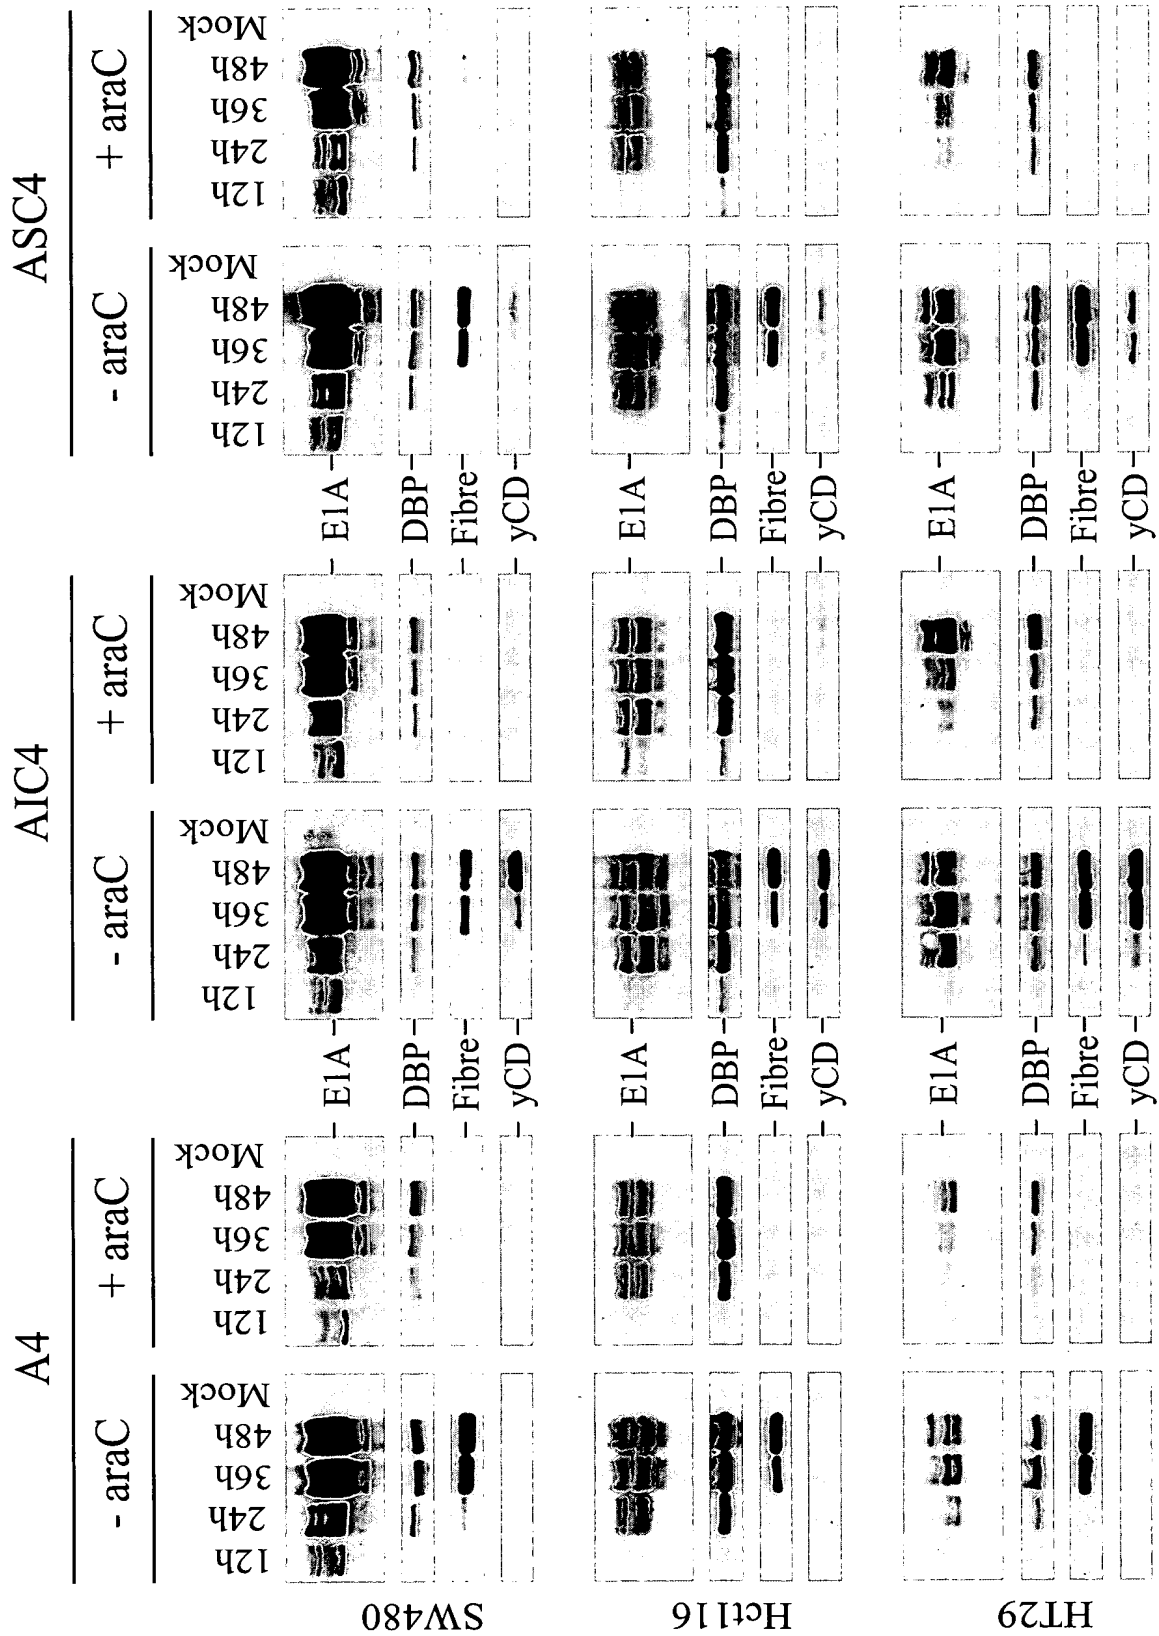 A4 AIC4 ASC4
- araC + araC - araC + araC - araC + araC
12h 24h 36h 48h Mock 12h 24h 36h 48h Mock 12h 24h 36h 48h Mock 12h 24h 36h 48h Mock 12h 24h 36h 48h Mock 12h 24h 36h 48h Mock
SW480
E1A E1A
DBP DBP
Fibre Fibre
yCD yCD
Hct116
E1A E1A
DBP DBP
Fibre Fibre
yCD yCD
HT29
E1A E1A
DBP DBP
Fibre Fibre
yCD yCD